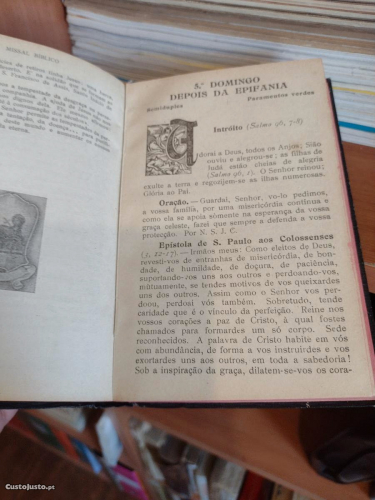 MISSAL BÍBLICO
5.º DOMINGO
DEPOIS DA EPIFANIA
Semidúplex Paramentos verdes
Intróito (Salmo 96, 7-8)
Adorai a Deus, todos os Anjos: Sião
ouviu e alegrou-se; as filhas de
Judá estão cheias de alegria
(Salmo 96, 1). O Senhor reinou;
exulte a terra e regozijem-se as ilhas numerosas.
Glória ao Pai.
Oração. — Guardai, Senhor, vo-lo pedimos,
a vossa família, por uma misericórdia contínua e
como ela se apóia sòmente na esperança da vossa
graça celeste, fazei que sempre a defenda a vossa
protecção. Por N. S. J. C.
Epístola de S. Paulo aos Colossenses
(3, 12-17). — Irmãos meus: Como eleitos de Deus,
revesti-vos de entranhas de misericórdia, de bon-
dade, de humildade, de doçura, de paciência,
suportando-vos uns aos outros e perdoando-vos,
mùtuamente, se tendes motivos de vos queixardes
uns dos outros. Assim como o Senhor vos per-
doou, perdoai vós também. Sobretudo, tende
caridade que é o vínculo da perfeição. Reine nos
vossos corações a paz de Cristo, à qual fostes
chamados para formardes um só corpo. Sede
reconhecidos. A palavra de Cristo habite em vós
com abundância, de forma a vos instruirdes e vos
exortardes uns aos outros, em toda a sabedoria!
Sob a inspiração da graça, dilatem-se vos os cora-
CustoJusto.pt